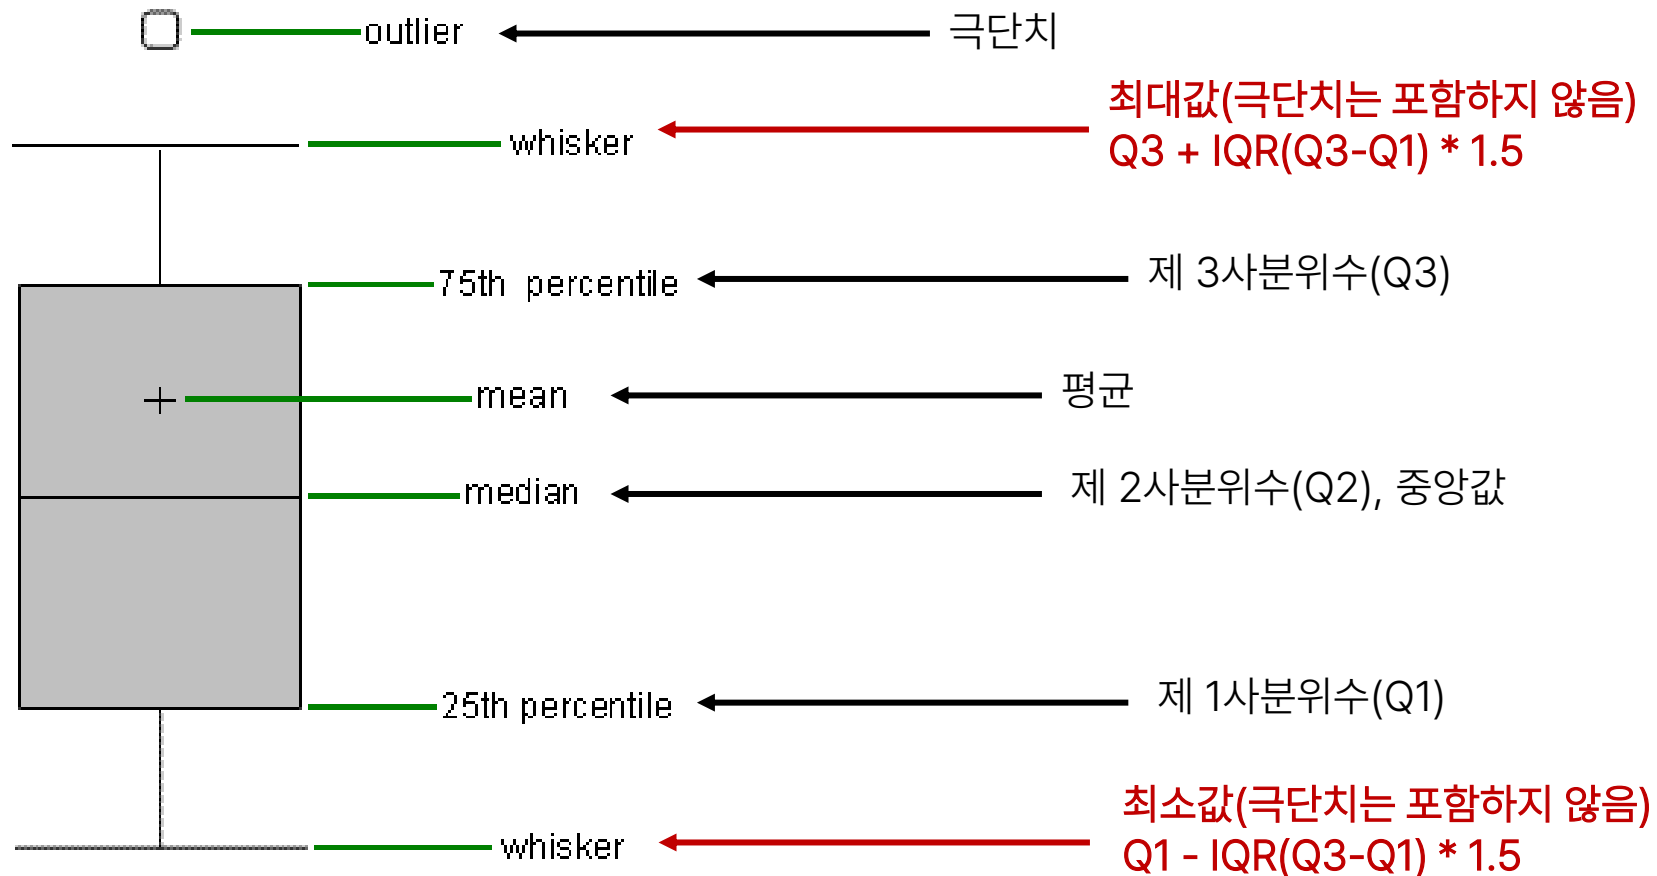 outlier
극단치
최대값(극단치는 포함하지 않음)
whisker
Q3 + IQR(Q3-Q1) * 1.5
제 3사분위수(Q3)
75th percentile
평균
mean
제 2사분위수(Q2), 중앙값
median
제 1사분위수(Q1)
25th percentile
최소값(극단치는 포함하지 않음)
whisker
Q1 - IQR(Q3-Q1) * 1.5